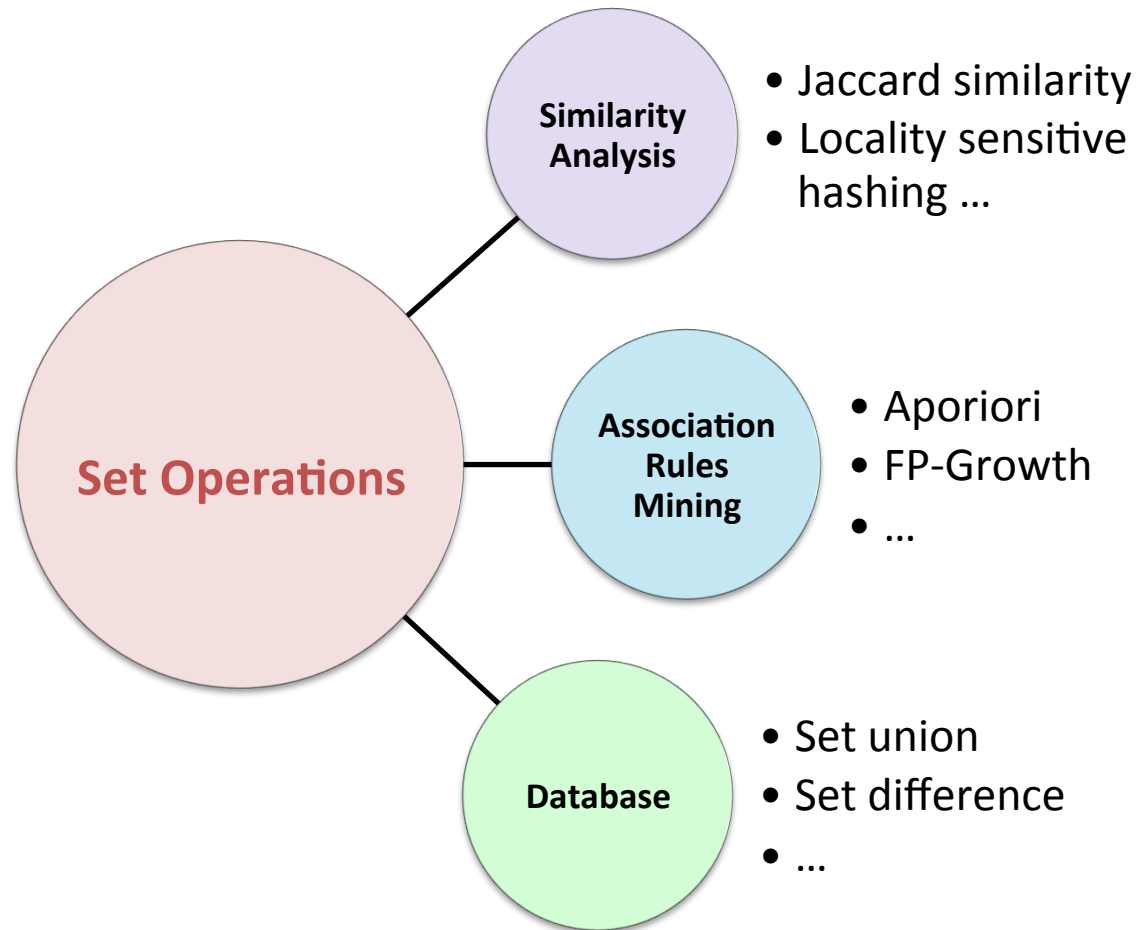 Set Operations
Similarity
Analysis
• Jaccard similarity
• Locality sensitive
hashing ...
Association
Rules
Mining
• Aporiori
• FP-Growth
• ...
Database
• Set union
• Set difference
• ...